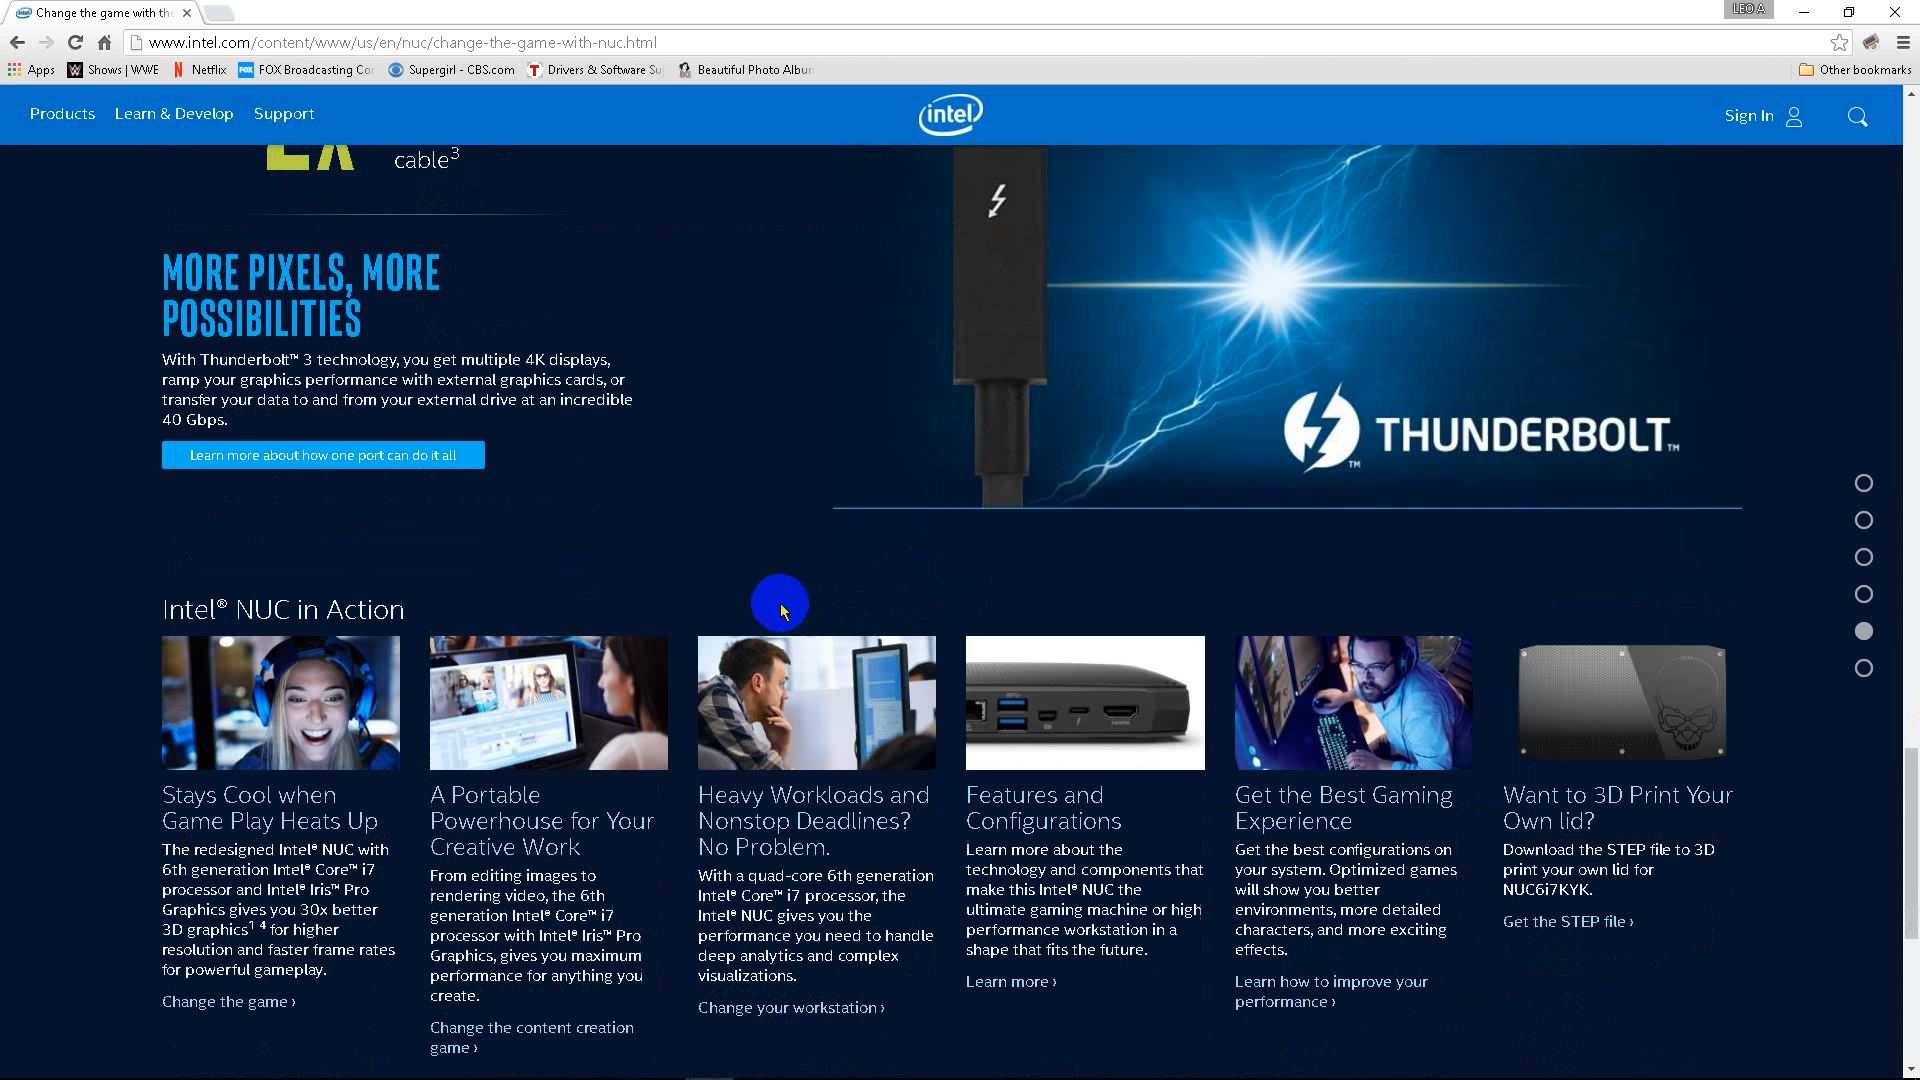 Change the game with the
LEO A
www.intel.com/content/www/us/en/nuc/change-the-game-with-nuc.html
Apps Shows | WWE Netflix FOX Broadcasting Co Supergirl - CBS.com Drivers & Software Su Beautiful Photo Album Other bookmarks
Products Learn & Develop Support intel Sign In
cable3
MORE PIXELS, MORE
POSSIBILITIES
With Thunderbolt™ 3 technology, you get multiple 4K displays,
ramp your graphics performance with external graphics cards, or
transfer your data to and from your external drive at an incredible
40 Gbps.
Learn more about how one port can do it all
THUNDERBOLT™
Intel® NUC in Action
Stays Cool when
Game Play Heats Up
The redesigned Intel® NUC with
6th generation Intel® Core™ i7
processor and Intel® Iris™ Pro
Graphics gives you 30x better
3D graphics1 4 for higher
resolution and faster frame rates
for powerful gameplay.
Change the game ›
A Portable
Powerhouse for Your
Creative Work
From editing images to
rendering video, the 6th
generation Intel® Core™ i7
processor with Intel® Iris™ Pro
Graphics, gives you maximum
performance for anything you
create.
Change the content creation
game ›
Heavy Workloads and
Nonstop Deadlines?
No Problem.
With a quad-core 6th generation
Intel® Core™ i7 processor, the
Intel® NUC gives you the
performance you need to handle
deep analytics and complex
visualizations.
Change your workstation ›
Features and
Configurations
Learn more about the
technology and components that
make this Intel® NUC the
ultimate gaming machine or high
performance workstation in a
shape that fits the future.
Learn more ›
Get the Best Gaming
Experience
Get the best configurations on
your system. Optimized games
will show you better
environments, more detailed
characters, and more exciting
effects.
Learn how to improve your
performance ›
Want to 3D Print Your
Own lid?
Download the STEP file to 3D
print your own lid for
NUC6i7KYK.
Get the STEP file ›